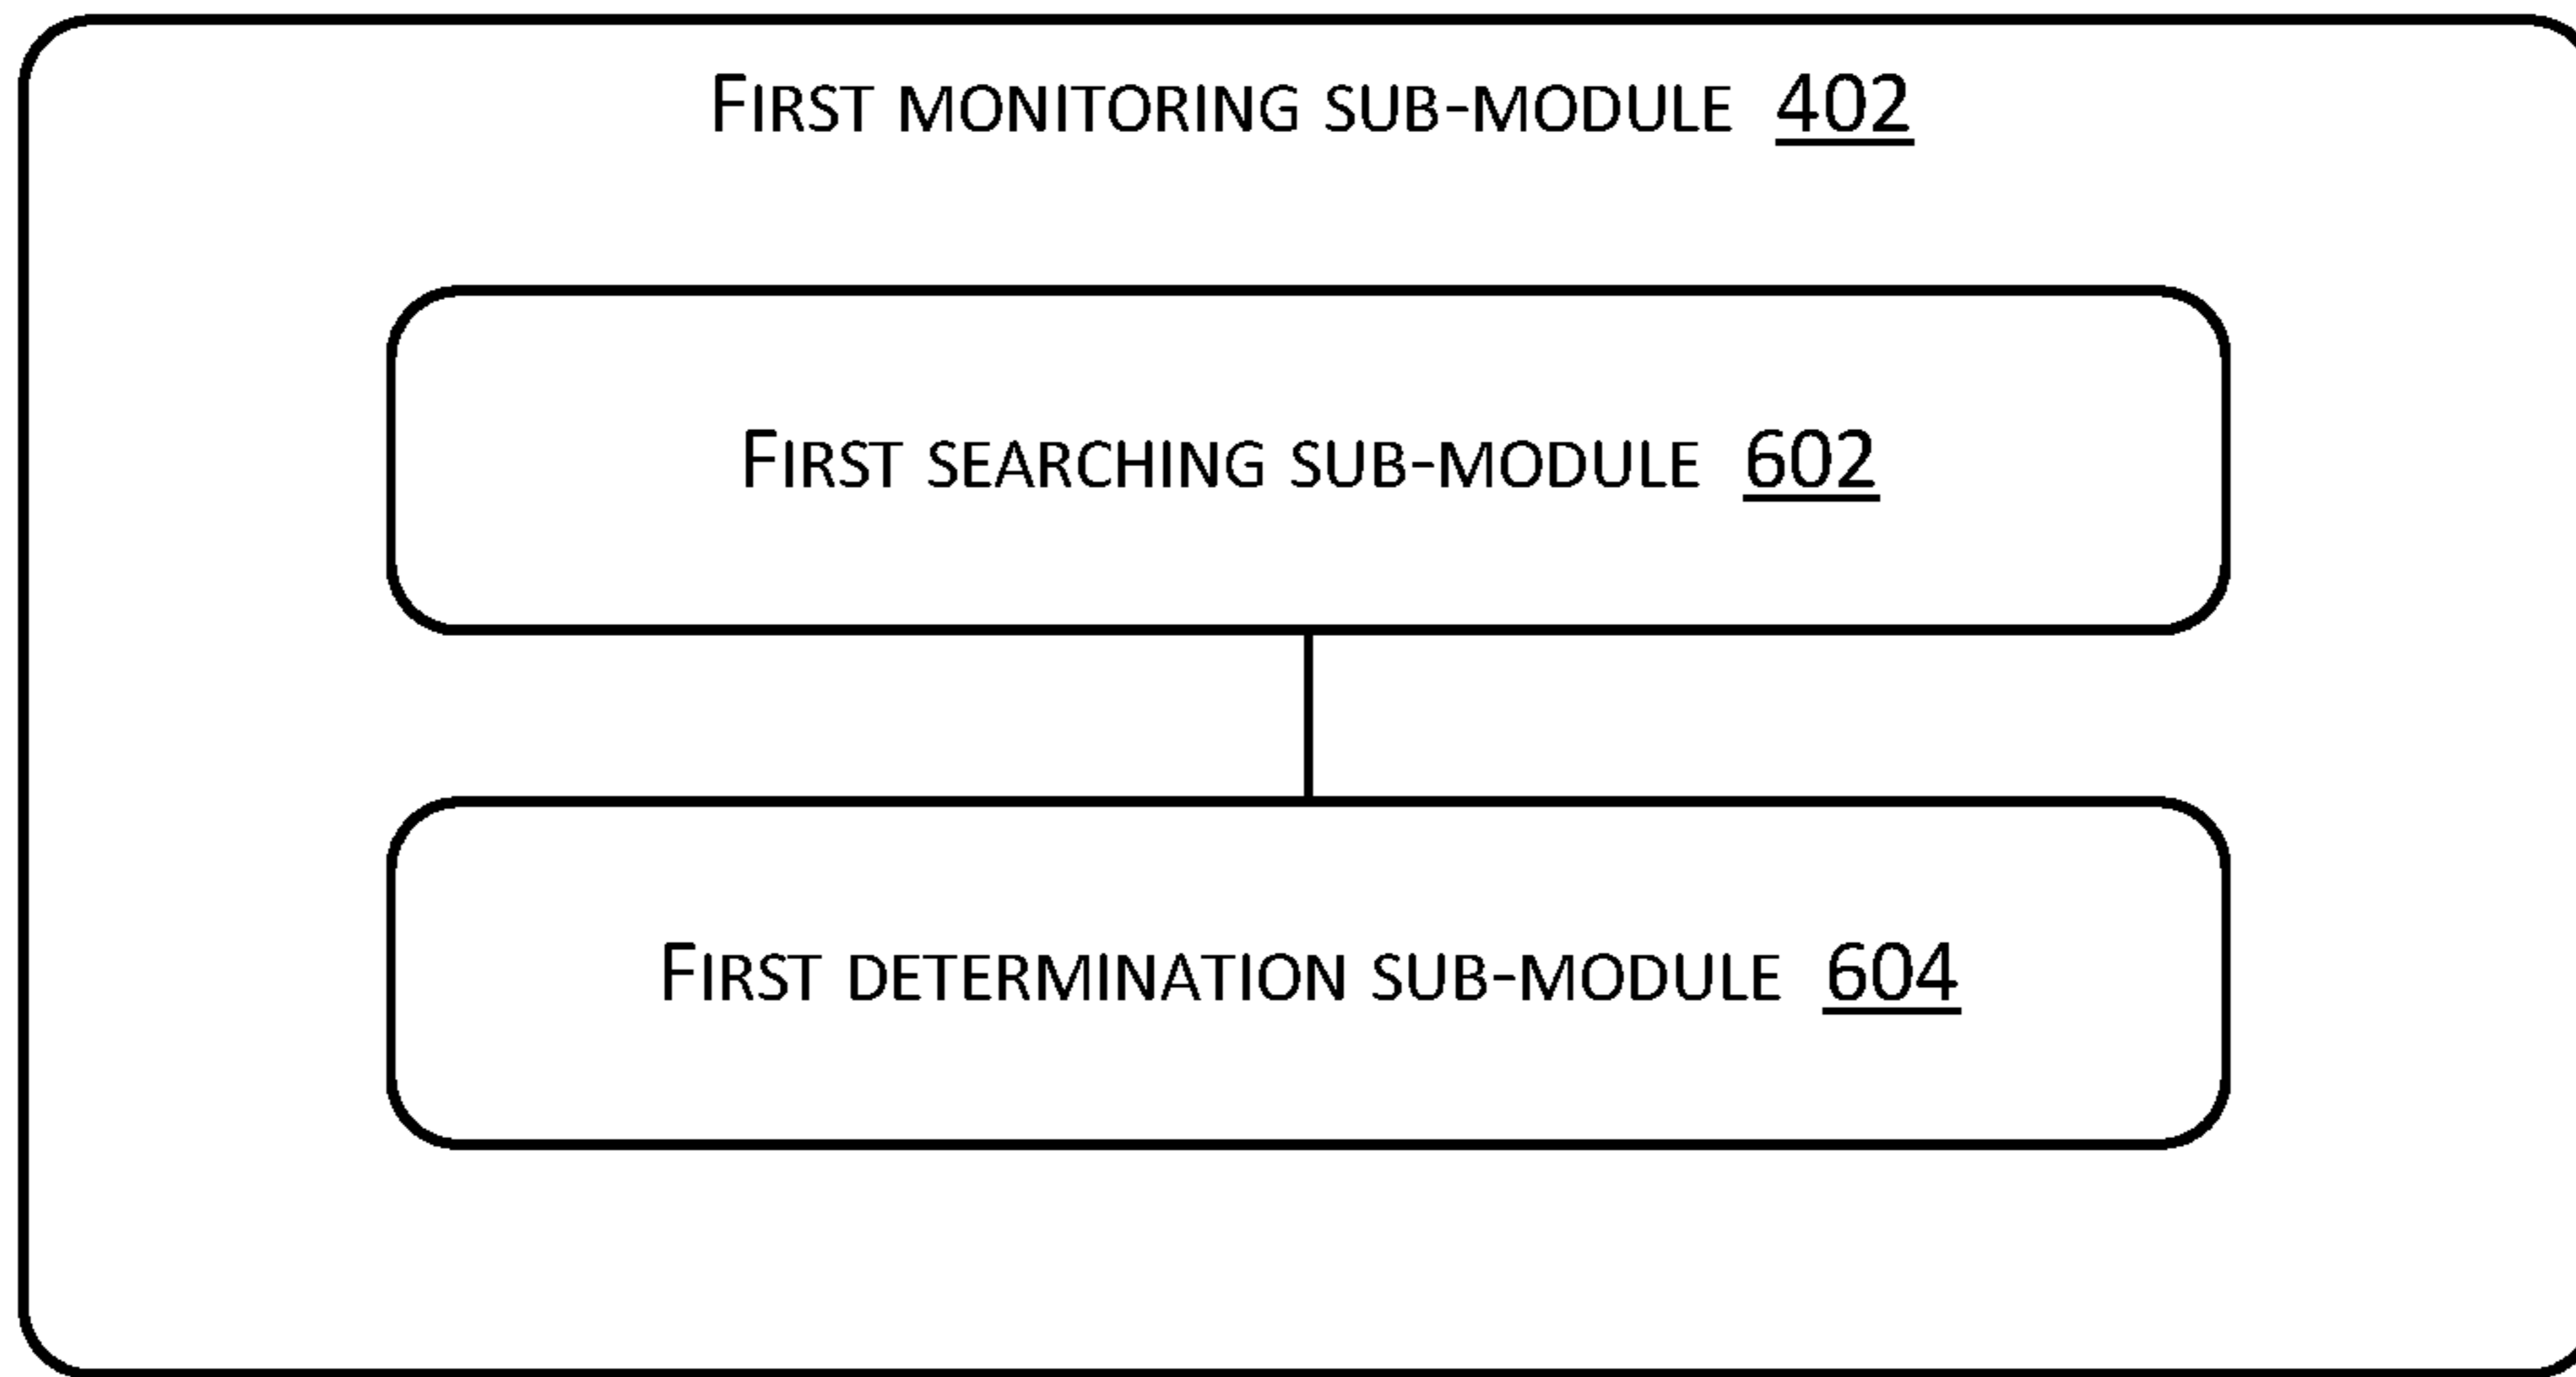 First monitoring sub-module 402
First searching sub-module 602
First determination sub-module 604